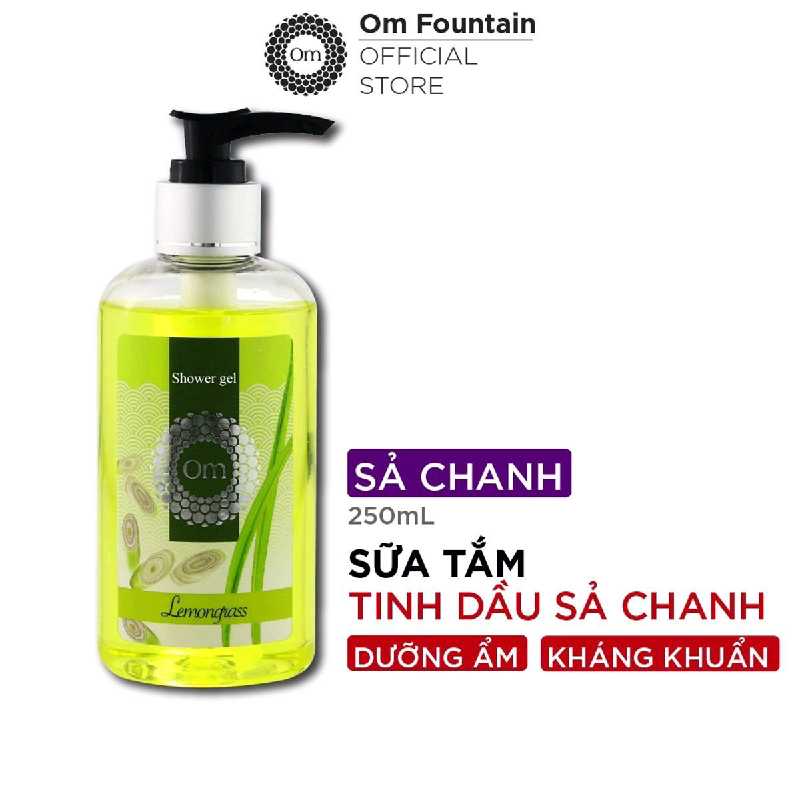 Om
Om Fountain
OFFICIAL
STORE
Shower gel
Om
Lemongrass
SẢ CHANH
250mL
SỮA TẮM
TINH DẦU SẢ CHANH
DƯỠNG ẨM KHÁNG KHUẨN